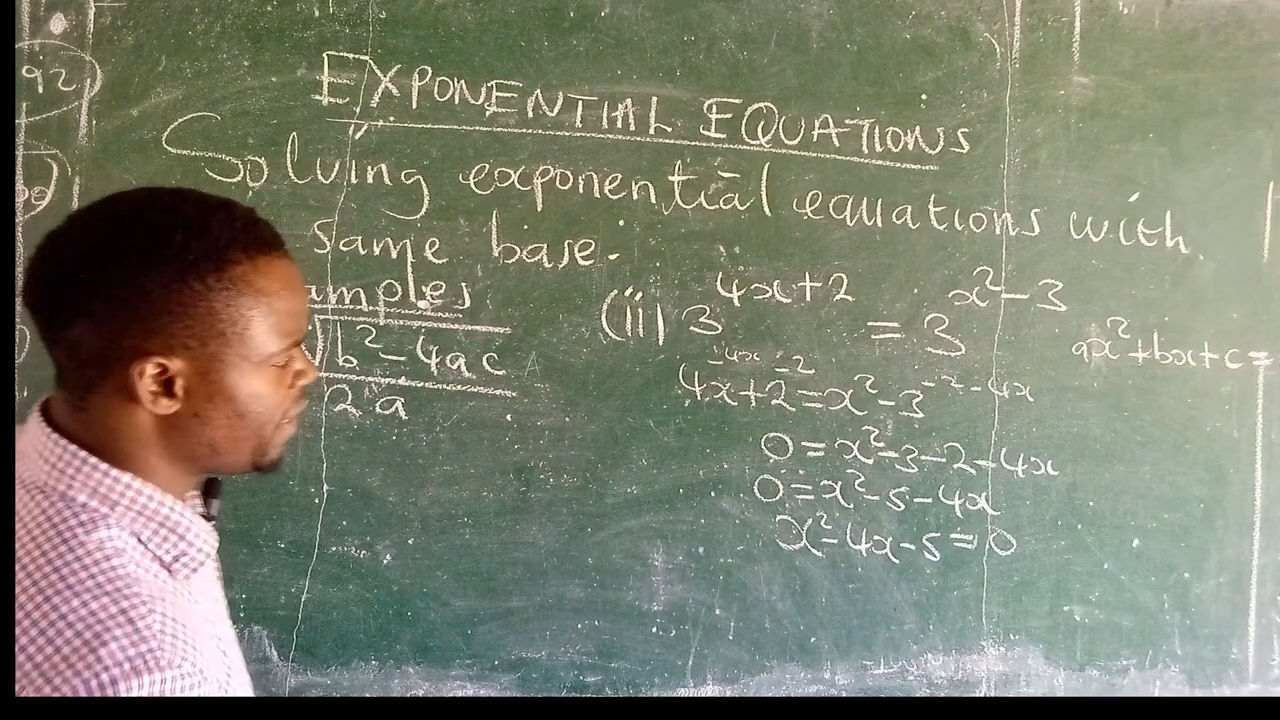 92
EXPONENTIAL EQUATIONS
Solving exponential equations with
same base.
amples
√b²-4ac
2a
(ii) 3^4x+2 = 3^x²-3
ax²+bx+c=
-4x -2
4x+2=x²-3 -2 -4x
0=x²-3-2-4x
0=x²-5-4x
x²-4x-5=0